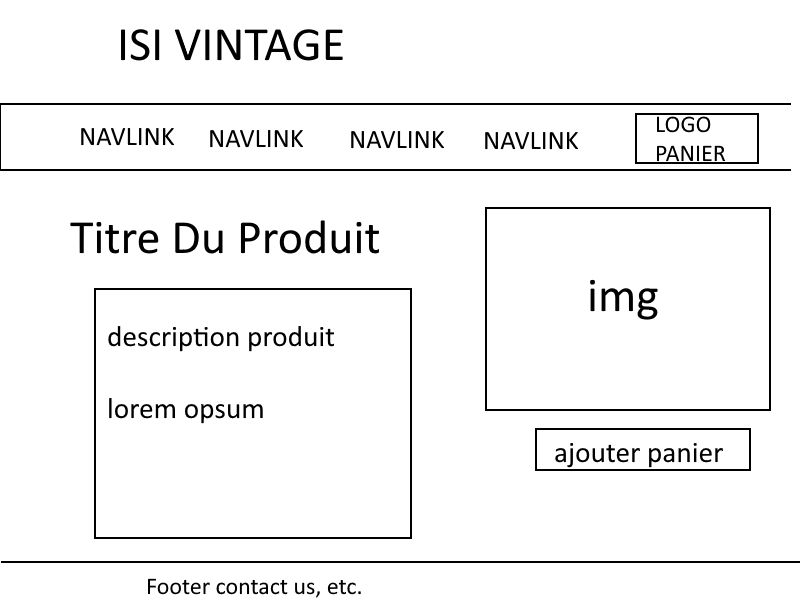 ISI VINTAGE
NAVLINK NAVLINK NAVLINK NAVLINK
LOGO
PANIER
Titre Du Produit
img
description produit
lorem opsum
ajouter panier
Footer contact us, etc.